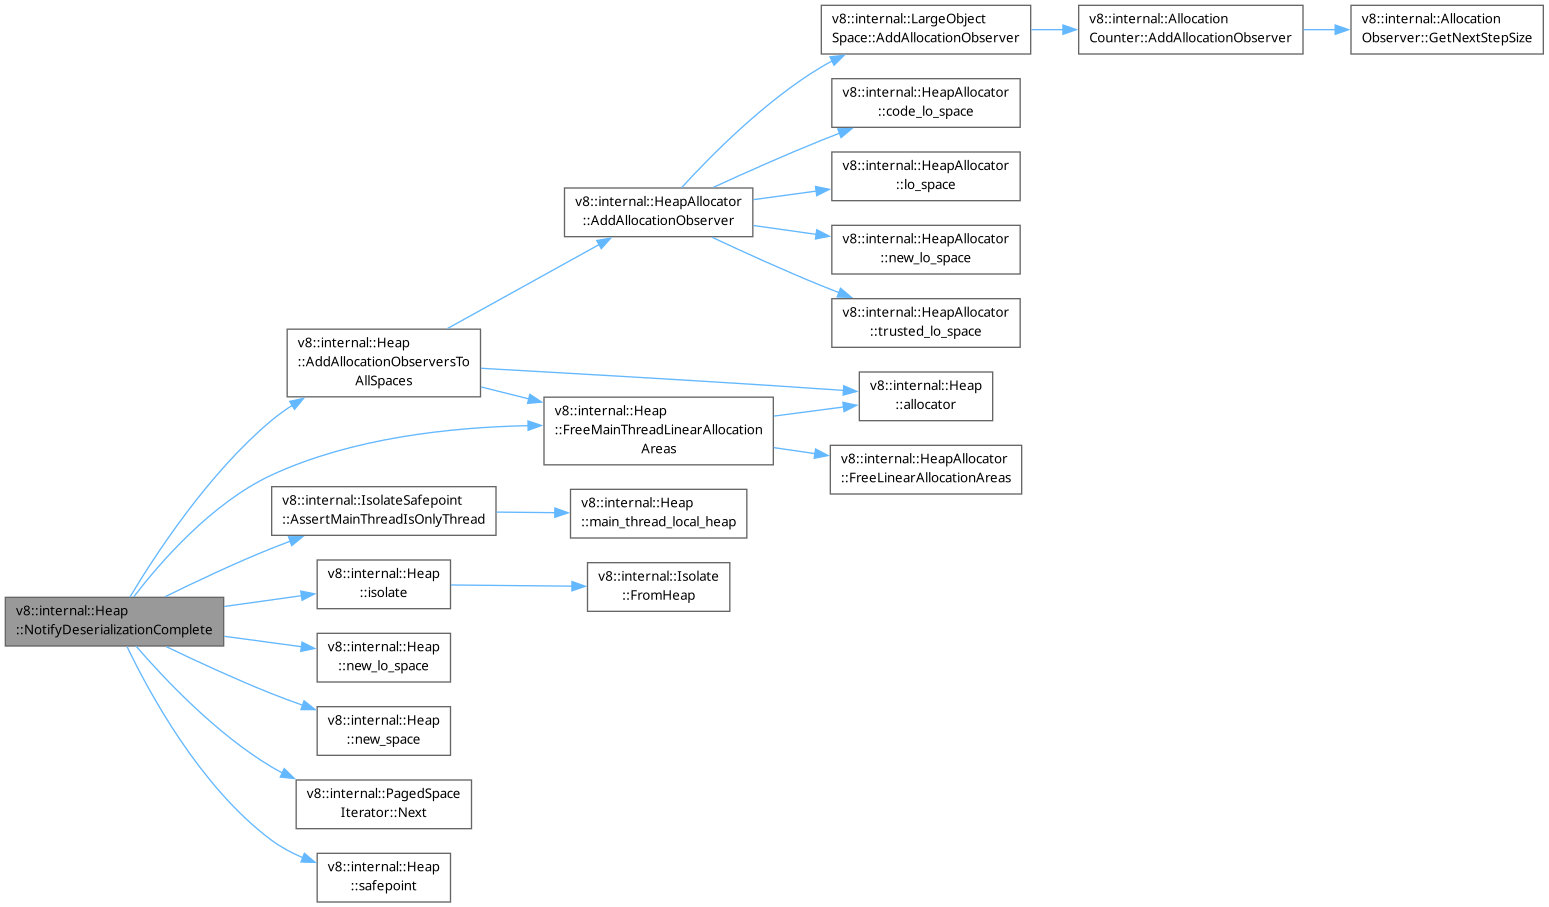 v8::internal::LargeObject
Space::AddAllocationObserver
v8::internal::Allocation
Counter::AddAllocationObserver
v8::internal::Allocation
Observer::GetNextStepSize
v8::internal::HeapAllocator
::code_lo_space
v8::internal::HeapAllocator
::lo_space
v8::internal::HeapAllocator
::AddAllocationObserver
v8::internal::HeapAllocator
::new_lo_space
v8::internal::HeapAllocator
::trusted_lo_space
v8::internal::Heap
::AddAllocationObserversTo
AllSpaces
v8::internal::Heap
::allocator
v8::internal::Heap
::FreeMainThreadLinearAllocation
Areas
v8::internal::HeapAllocator
::FreeLinearAllocationAreas
v8::internal::IsolateSafepoint
::AssertMainThreadIsOnlyThread
v8::internal::Heap
::main_thread_local_heap
v8::internal::Heap
::isolate
v8::internal::Isolate
::FromHeap
v8::internal::Heap
::NotifyDeserializationComplete
v8::internal::Heap
::new_lo_space
v8::internal::Heap
::new_space
v8::internal::PagedSpace
Iterator::Next
v8::internal::Heap
::safepoint